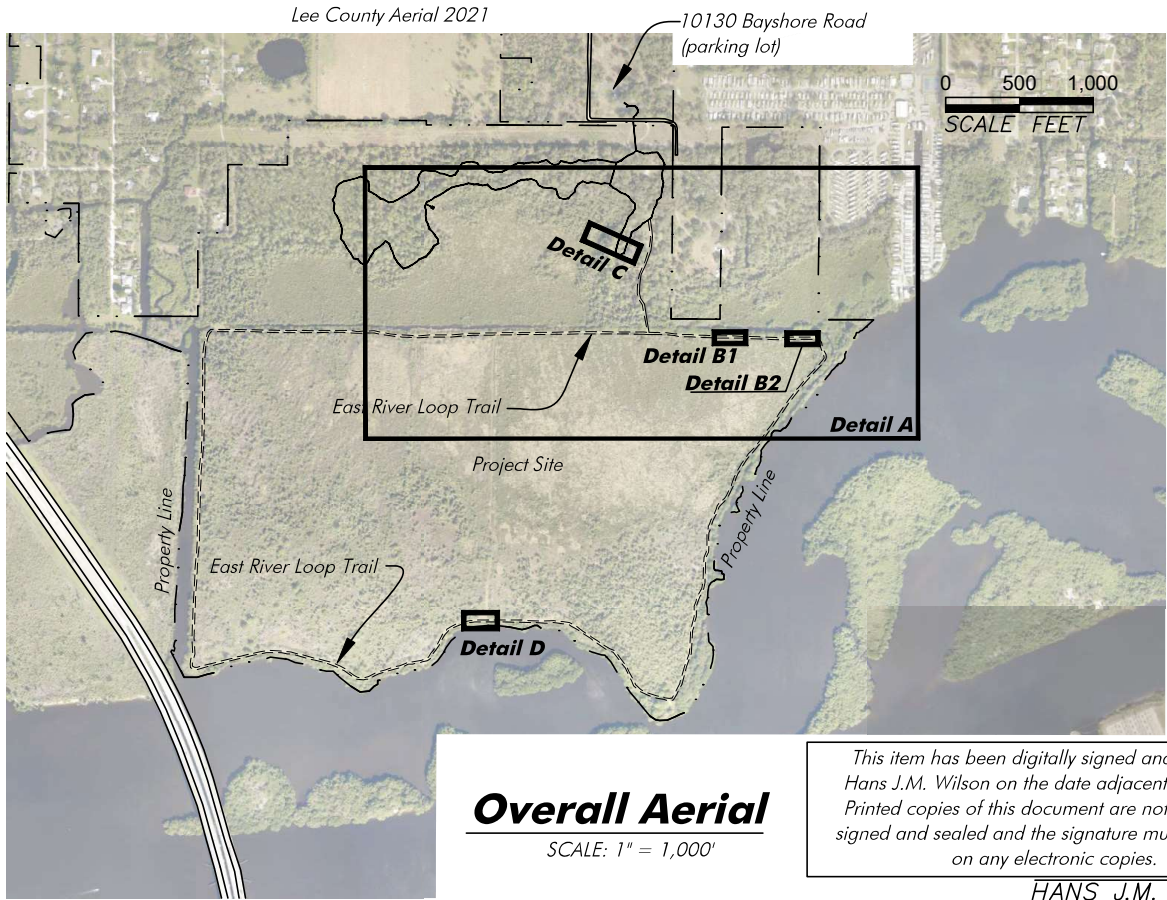 Lee County Aerial 2021
10130 Bayshore Road
(parking lot)
0 500 1,000
SCALE FEET
Detail C
Detail B1
Detail B2
East River Loop Trail
Detail A
Project Site
Property Line
Property Line
East River Loop Trail
Detail D
Overall Aerial
SCALE: 1" = 1,000'
This item has been digitally signed and
Hans J.M. Wilson on the date adjacent
Printed copies of this document are not
signed and sealed and the signature mu
on any electronic copies.
HANS J.M.